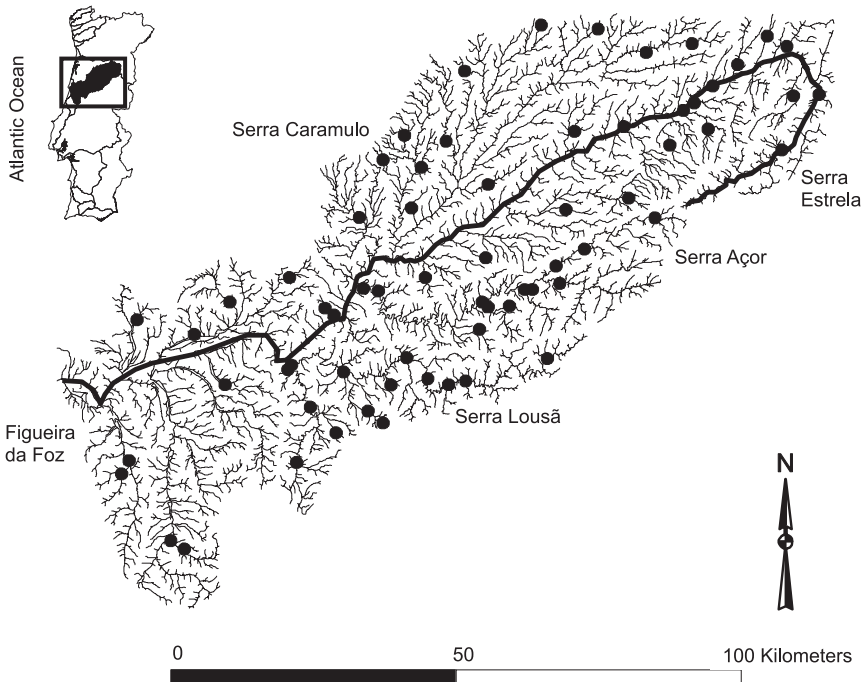 Atlantic Ocean
Serra Caramulo
Serra
Estrela
Serra Açor
Serra Lousã
Figueira
da Foz
N
0
50
100 Kilometers